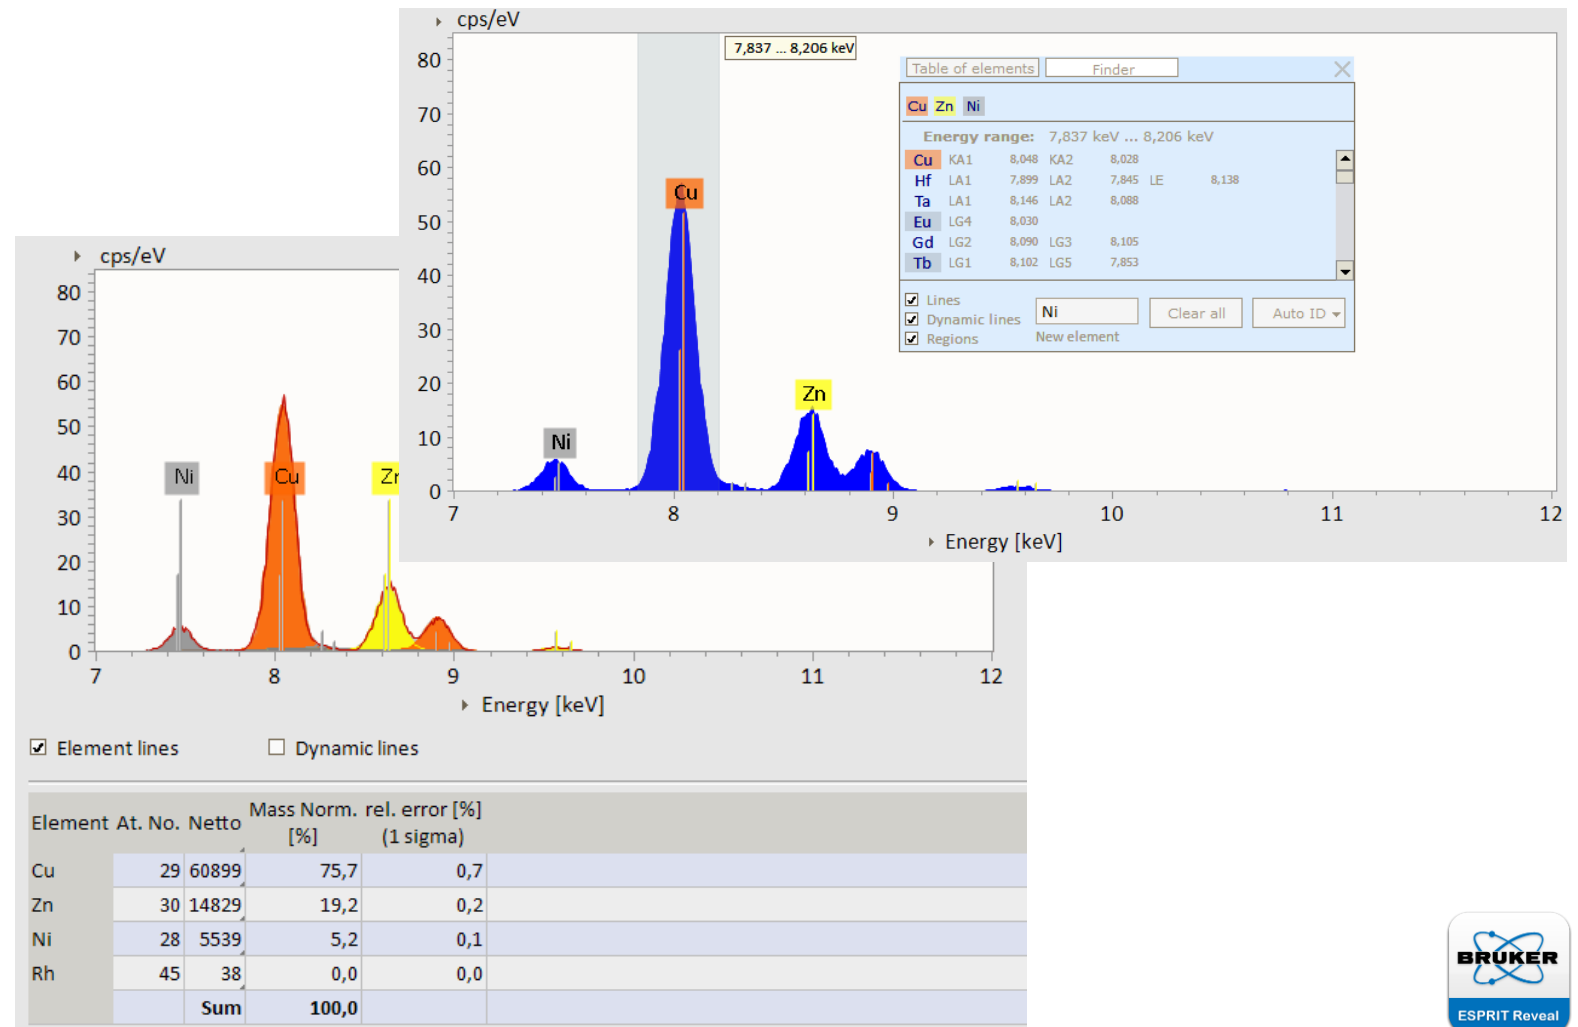 cps/eV
7,837 ... 8,206 keV
80
70
60
50
40
30
20
10
0
Cu
Zn
Ni
7 8 9 10 11 12
Energy [keV]
Table of elements Finder
Cu Zn Ni
Energy range: 7,837 keV ... 8,206 keV
Cu KA1 8,048 KA2 8,028
Hf LA1 7,899 LA2 7,845 LE 8,138
Ta LA1 8,146 LA2 8,088
Eu LG4 8,030
Gd LG2 8,090 LG3 8,105
Tb LG1 8,102 LG5 7,853
Lines
Dynamic lines
Regions
Ni
New element
Clear all
Auto ID
cps/eV
80
70
60
50
40
30
20
10
0
Ni Cu Zr
7 8 9 10 11 12
Energy [keV]
Element lines Dynamic lines
Element At. No. Netto Mass Norm. [%] rel. error [%] (1 sigma)
Cu 29 60899 75,7 0,7
Zn 30 14829 19,2 0,2
Ni 28 5539 5,2 0,1
Rh 45 38 0,0 0,0
Sum 100,0
BRUKER
ESPRIT Reveal